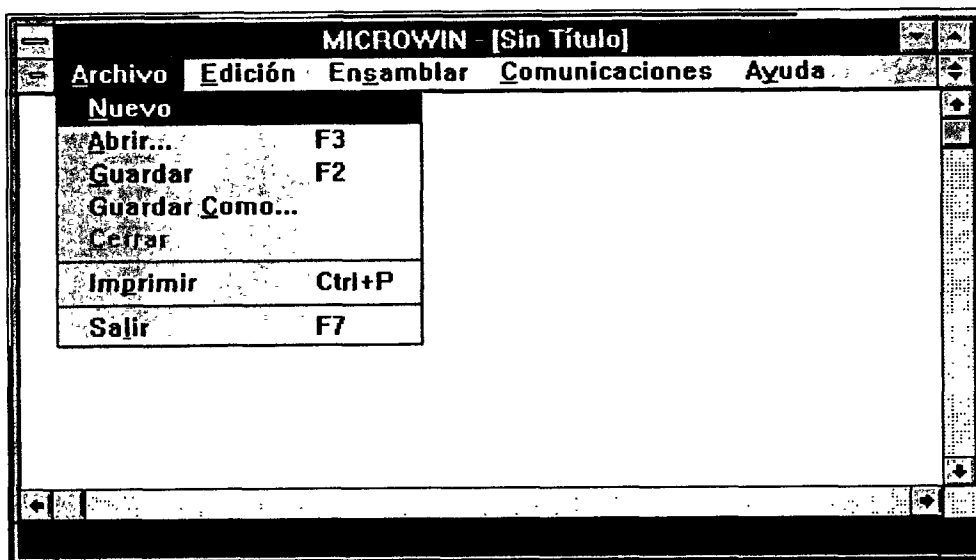 MICROWIN - [Sin Título]
Archivo Edición Ensamblar Comunicaciones Ayuda
Nuevo
Abrir... F3
Guardar F2
Guardar Como...
Cerrar
Imprimir Ctrl+P
Salir F7